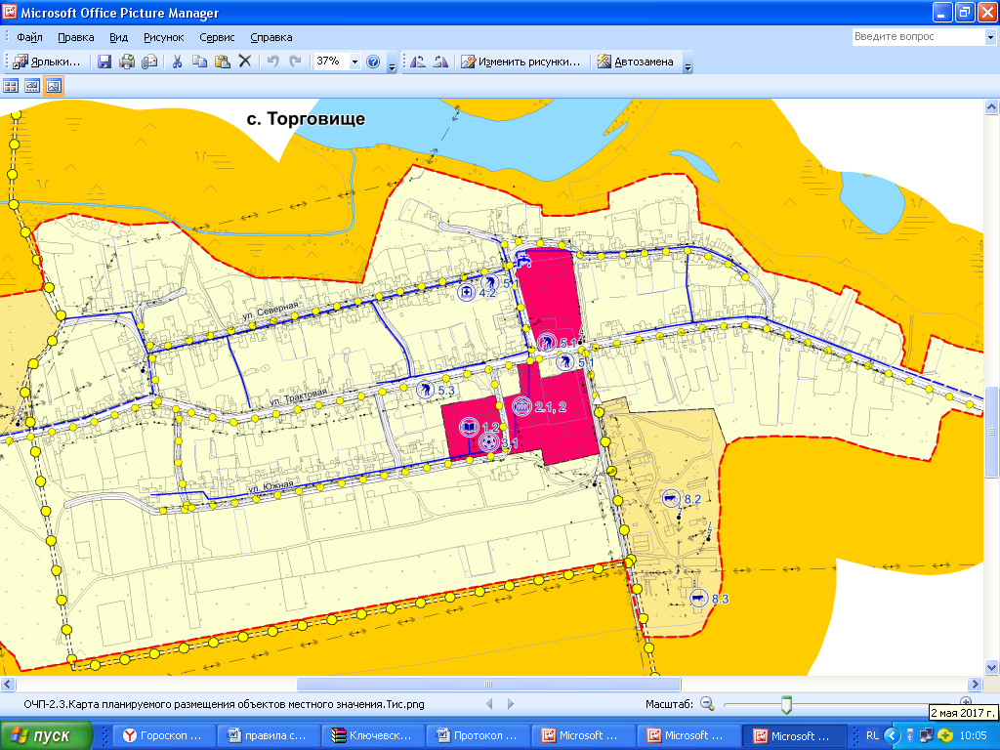 Microsoft Office Picture Manager
Файл Правка Вид Рисунок Сервис Справка
Введите вопрос
Ярлыки... 37% Изменить рисунки... Автозамена
с. Торговище
ул. Северная
4.2
5.1
5.1
ул. Трактовая
5.3
2.1, 2
1.2
3.1
ул. Южная
8.2
8.3
ОЧП-2.3.Карта планируемого размещения объектов местного значения.Тис.png
Масштаб:
2 мая 2017 г.
пуск Гороскоп ... правила с... Ключевск... Протокол ... Microsoft ... Microsoft ... Microsoft ... RL 10:05